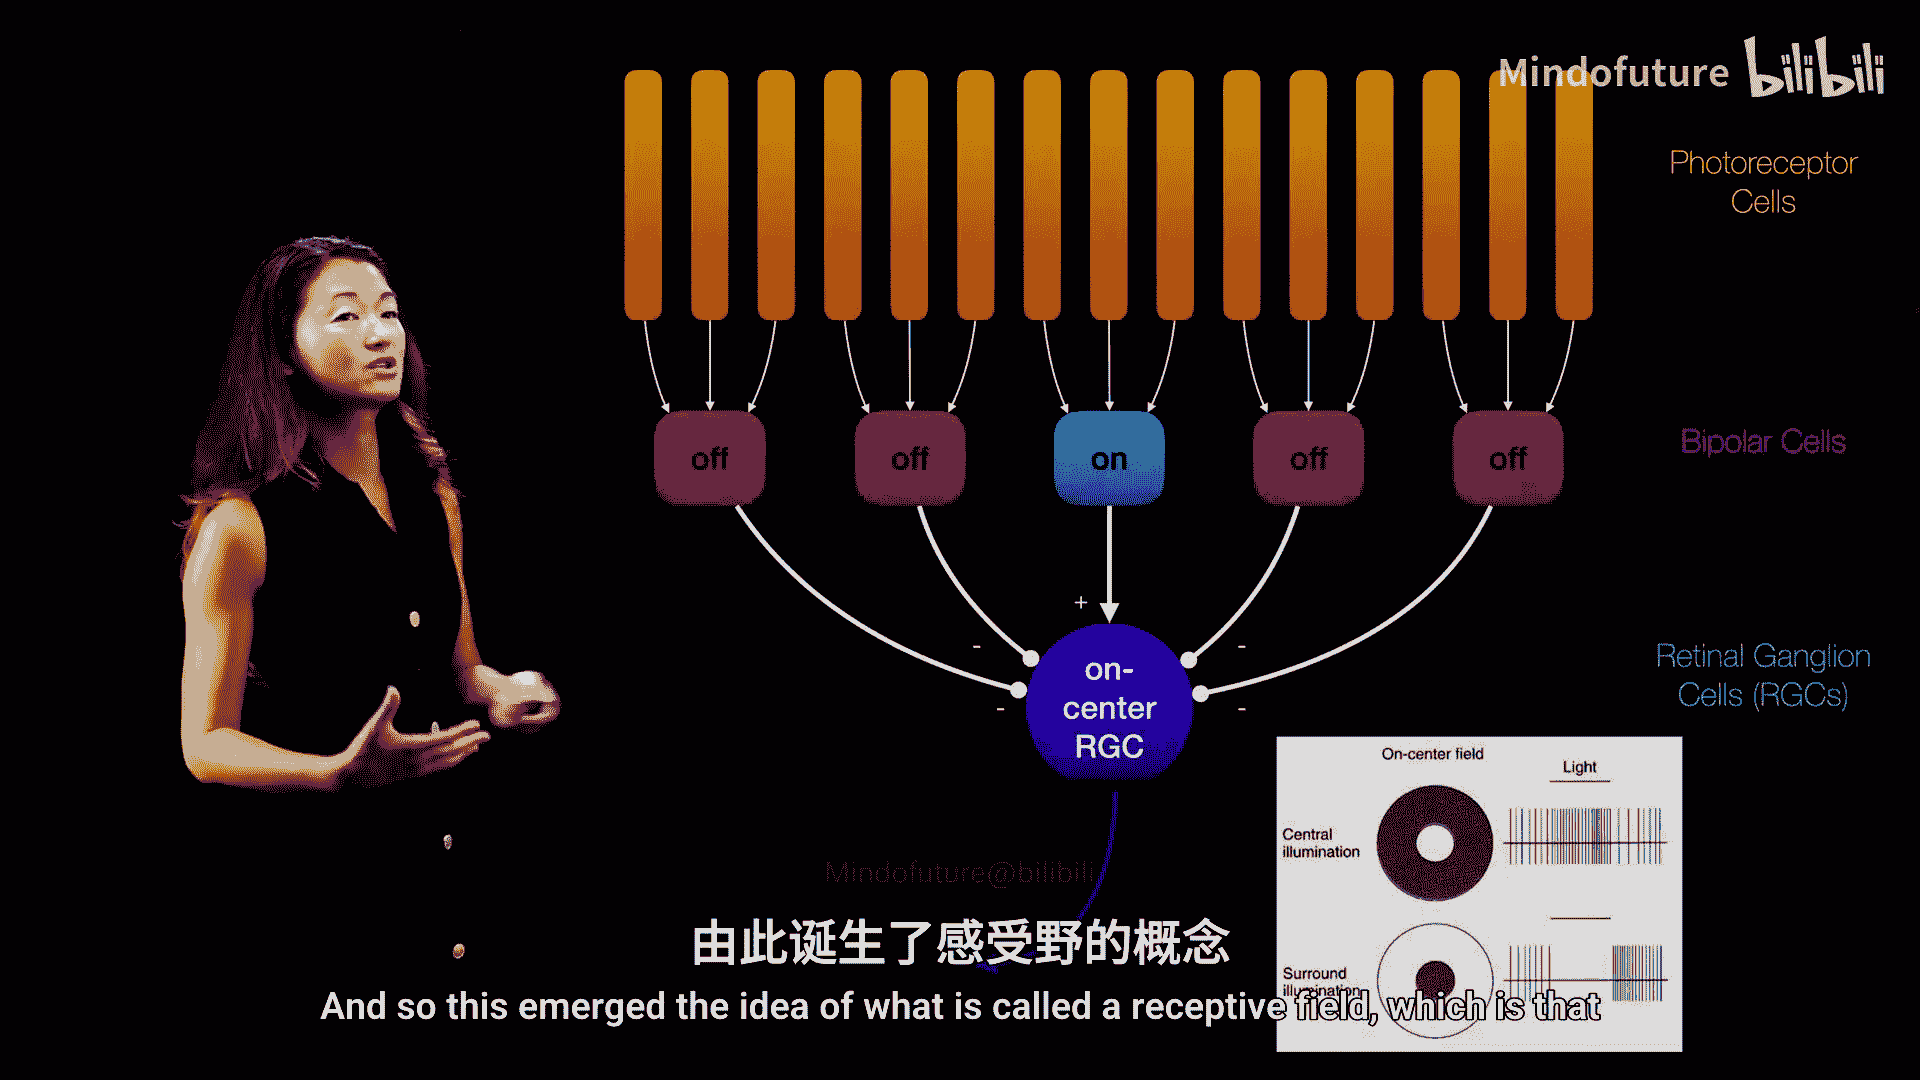 Mindofuture bilibili
Photoreceptor
Cells
off
off
on
off
off
Bipolar Cells
+
-
-
-
-
on-
center
RGC
Retinal Ganglion
Cells (RGCs)
On-center field
Light
Central
illumination
Surround
illumination
Mindofuture@bilibili
由此诞生了感受野的概念
And so this emerged the idea of what is called a receptive field, which is that